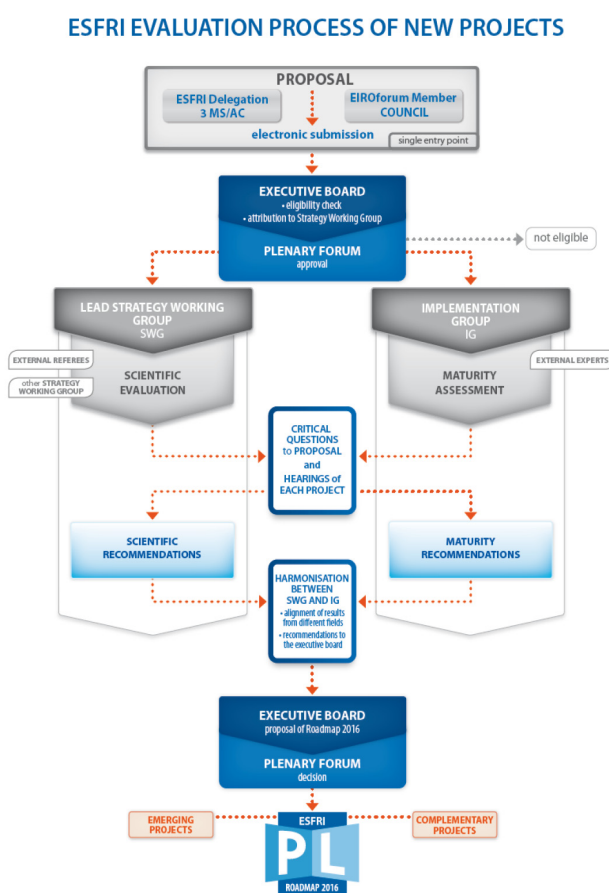 ESFRI EVALUATION PROCESS OF NEW PROJECTS
PROPOSAL
ESFRI Delegation
3 MS/AC
EIROforum Member
COUNCIL
electronic submission
single entry point
EXECUTIVE BOARD
• eligibility check
• attribution to Strategy Working Group
PLENARY FORUM
approval
not eligible
LEAD STRATEGY WORKING
GROUP
SWG
IMPLEMENTATION
GROUP
IG
EXTERNAL REFEREES
other STRATEGY
WORKING GROUP
SCIENTIFIC
EVALUATION
MATURITY
ASSESSMENT
EXTERNAL EXPERTS
CRITICAL
QUESTIONS
to PROPOSAL
and
HEARINGS of
EACH PROJECT
SCIENTIFIC
RECOMMENDATIONS
MATURITY
RECOMMENDATIONS
HARMONISATION
BETWEEN
SWG AND IG
• alignment of results
from different fields
• recommendations to
the executive board
EXECUTIVE BOARD
proposal of Roadmap 2016
PLENARY FORUM
decision
EMERGING
PROJECTS
ESFRI
P L
ROADMAP 2016
COMPLEMENTARY
PROJECTS